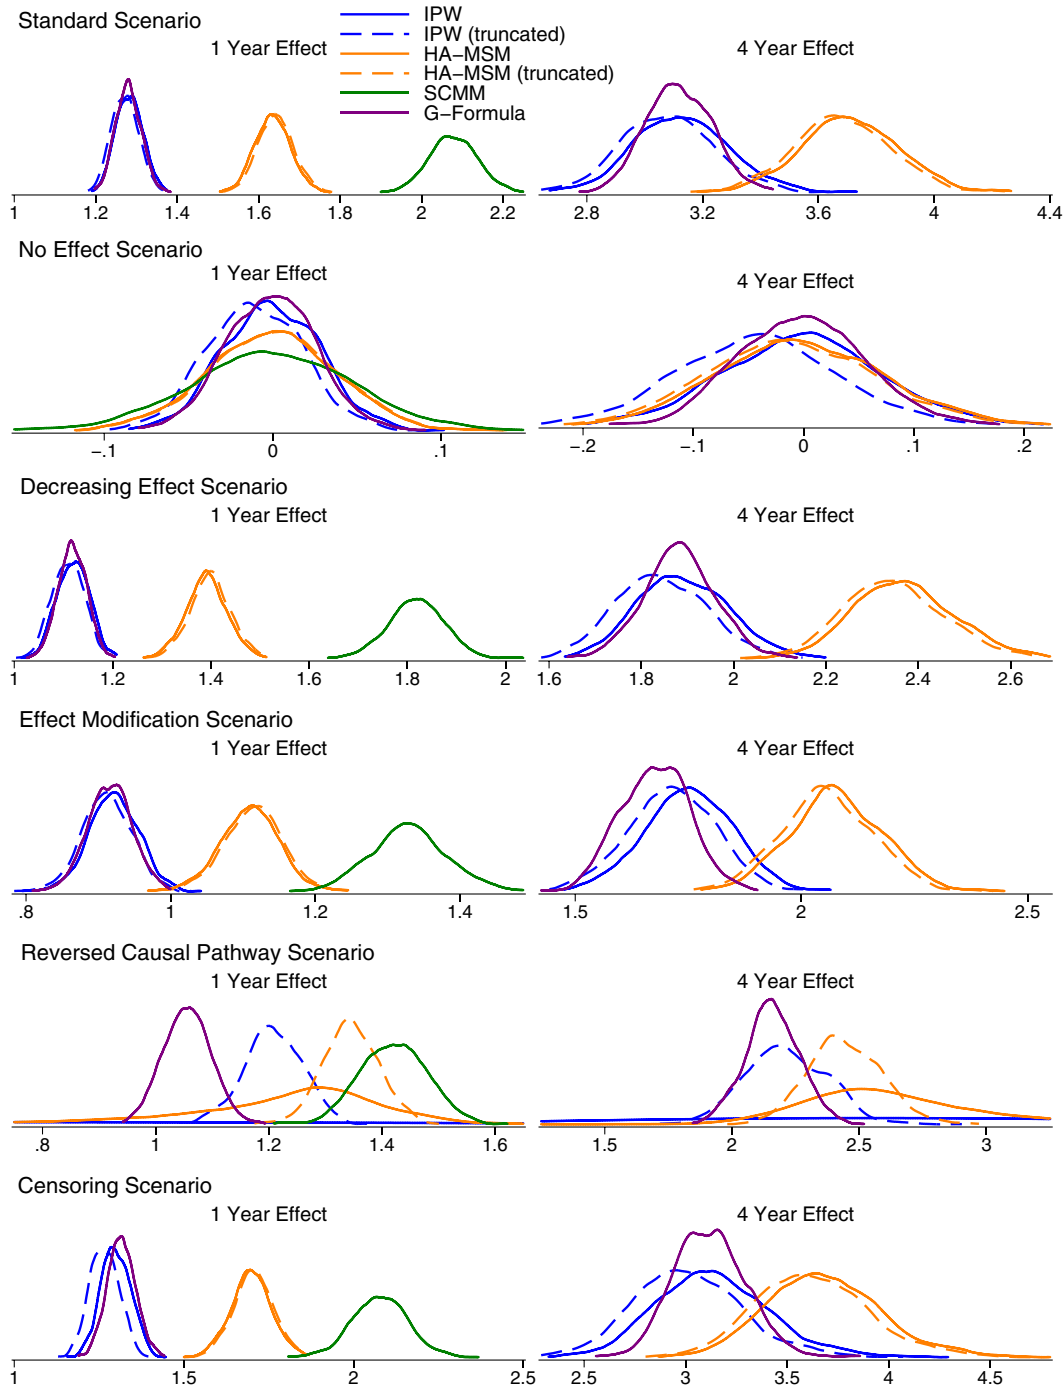 Standard Scenario
IPW
IPW (truncated)
HA−MSM
HA−MSM (truncated)
SCMM
G−Formula
1 Year Effect
4 Year Effect
1 1.2 1.4 1.6 1.8 2 2.2
2.8 3.2 3.6 4 4.4
No Effect Scenario
1 Year Effect
4 Year Effect
−.1 0 .1
−.2 −.1 0 .1 .2
Decreasing Effect Scenario
1 Year Effect
4 Year Effect
1 1.2 1.4 1.6 1.8 2
1.6 1.8 2 2.2 2.4 2.6
Effect Modification Scenario
1 Year Effect
4 Year Effect
.8 1 1.2 1.4
1.5 2 2.5
Reversed Causal Pathway Scenario
1 Year Effect
4 Year Effect
.8 1 1.2 1.4 1.6
1.5 2 2.5 3
Censoring Scenario
1 Year Effect
4 Year Effect
1 1.5 2 2.5
2.5 3 3.5 4 4.5